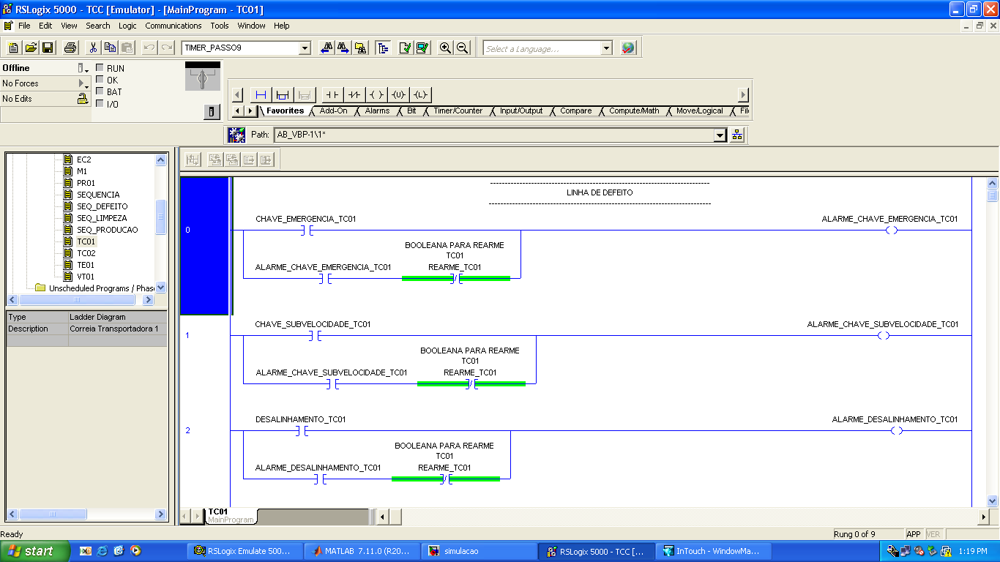 RSLogix 5000 - TCC [Emulator] - [MainProgram - TC01]
File Edit View Search Logic Communications Tools Window Help
TIMER_PASSO9
Select a Language...
Offline
RUN
No Forces
OK
No Edits
BAT
I/O
Favorites Add-On Alarms Bit Timer/Counter Input/Output Compare Compute/Math Move/Logical Fil
Path: AB_VBP-1\1*
EC2
M1
PR01
SEQUENCIA
SEQ_DEFEITO
SEQ_LIMPEZA
SEQ_PRODUCAO
TC01
TC02
TE01
VT01
Unscheduled Programs / Phase
Type Ladder Diagram
Description Correia Transportadora 1
LINHA DE DEFEITO
0
CHAVE_EMERGENCIA_TC01
ALARME_CHAVE_EMERGENCIA_TC01
BOOLEANA PARA REARME
TC01
ALARME_CHAVE_EMERGENCIA_TC01
REARME_TC01
1
CHAVE_SUBVELOCIDADE_TC01
ALARME_CHAVE_SUBVELOCIDADE_TC01
BOOLEANA PARA REARME
TC01
ALARME_CHAVE_SUBVELOCIDADE_TC01
REARME_TC01
2
DESALINHAMENTO_TC01
ALARME_DESALINHAMENTO_TC01
BOOLEANA PARA REARME
TC01
ALARME_DESALINHAMENTO_TC01
REARME_TC01
TC01
MainProgram
Ready
Rung 0 of 9 APP VER
start
RSLogix Emulate 500...
MATLAB 7.11.0 (R20...
simulacao
RSLogix 5000 - TCC [...
InTouch - WindowMa...
1:19 PM